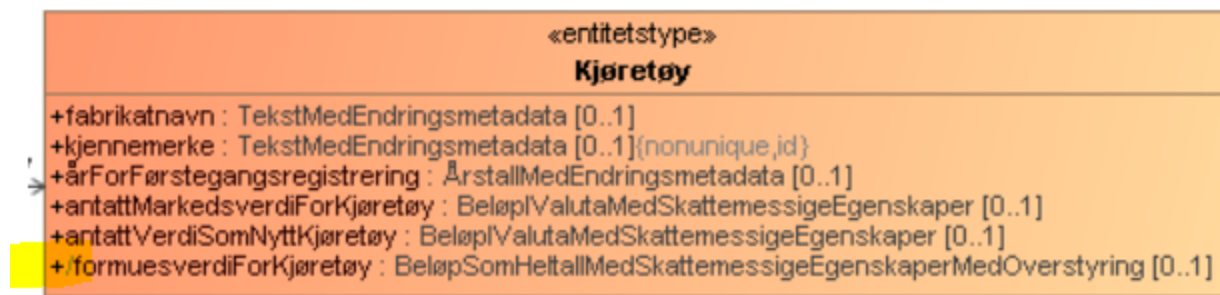 «entitetstype»
Kjøretøy
+fabrikatnavn : TekstMedEndringsmetadata [0..1]
+kjennemerke : TekstMedEndringsmetadata [0..1]{nonunique,id}
+årForFørstegangsregistrering : ÅrstallMedEndringsmetadata [0..1]
+antattMarkedsverdiForKjøretøy : BeløpIValutaMedSkattemessigeEgenskaper [0..1]
+antattVerdiSomNyttKjøretøy : BeløpIValutaMedSkattemessigeEgenskaper [0..1]
+/formuesverdiForKjøretøy : BeløpSomHeltallMedSkattemessigeEgenskaperMedOverstyring [0..1]